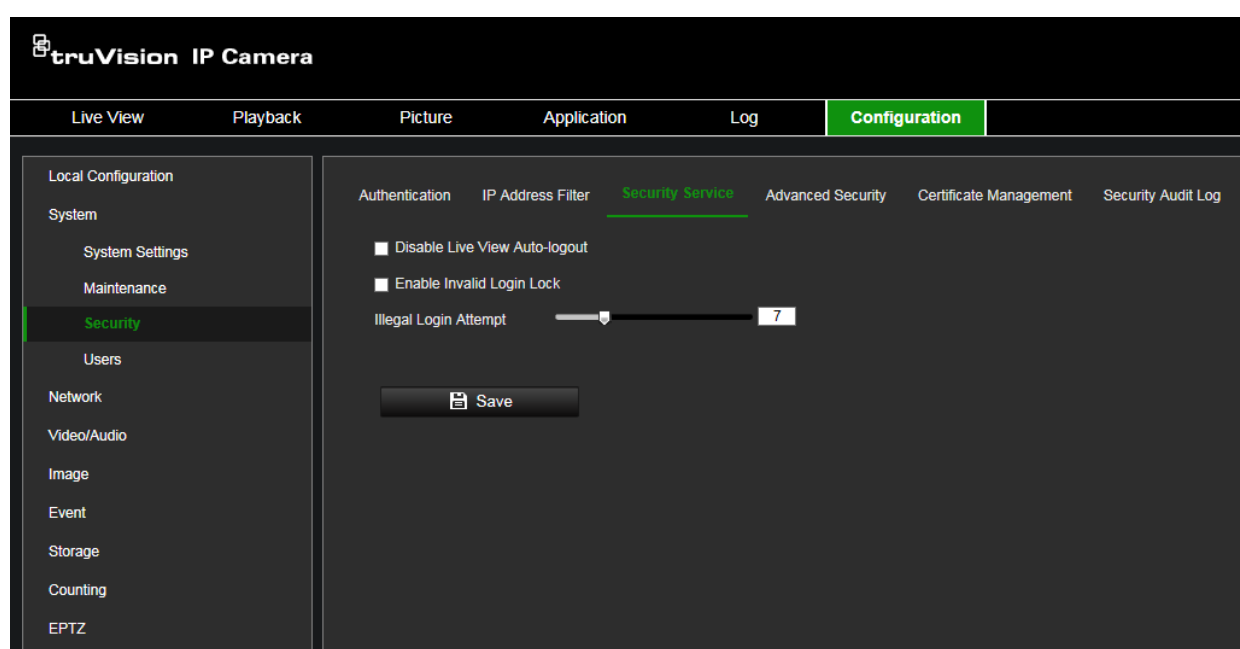 truVision IP Camera
Live View Playback Picture Application Log Configuration
Local Configuration
System
System Settings
Maintenance
Security
Users
Network
Video/Audio
Image
Event
Storage
Counting
EPTZ
Authentication IP Address Filter Security Service Advanced Security Certificate Management Security Audit Log
Disable Live View Auto-logout
Enable Invalid Login Lock
Illegal Login Attempt 7
Save